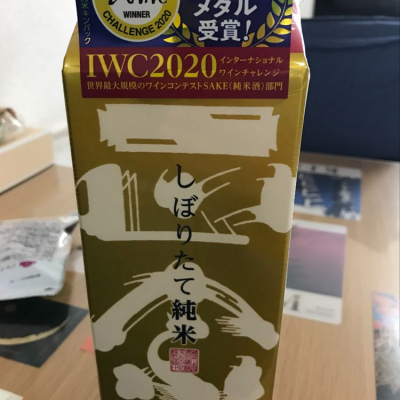 WINNER
CHALLENGE 2020
メダル
受賞!
IWC2020
インターナショナル
ワインチャレンジ
世界最大規模のワインコンテストSAKE(純米酒)部門
しぼりたて純米